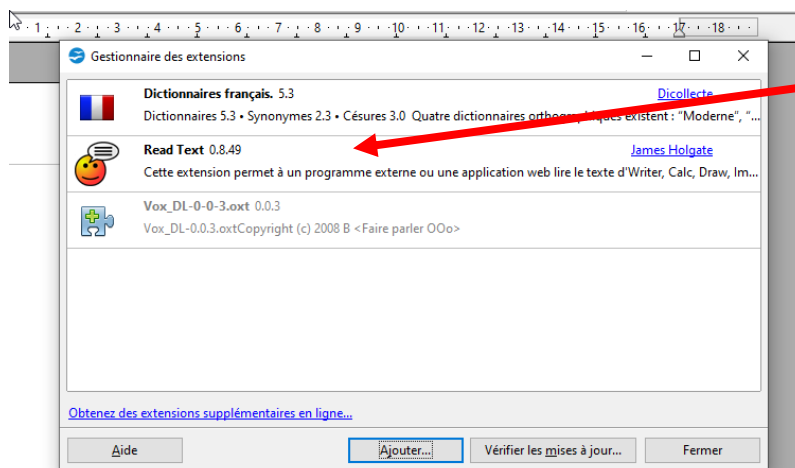 1 2 3 4 5 6 7 8 9 10 11 12 13 14 15 16 17 18
Gestionnaire des extensions
Dictionnaires français. 5.3 Dicollecte
Dictionnaires 5.3 • Synonymes 2.3 • Césures 3.0 Quatre dictionnaires orthographiques existent : "Moderne", "...
Read Text 0.8.49 James Holgate
Cette extension permet à un programme externe ou une application web lire le texte d'Writer, Calc, Draw, Im...
Vox_DL-0-0-3.oxt 0.0.3
Vox_DL-0.0.3.oxtCopyright (c) 2008 B <Faire parler OOo>
Obtenez des extensions supplémentaires en ligne...
Aide Ajouter... Vérifier les mises à jour... Fermer